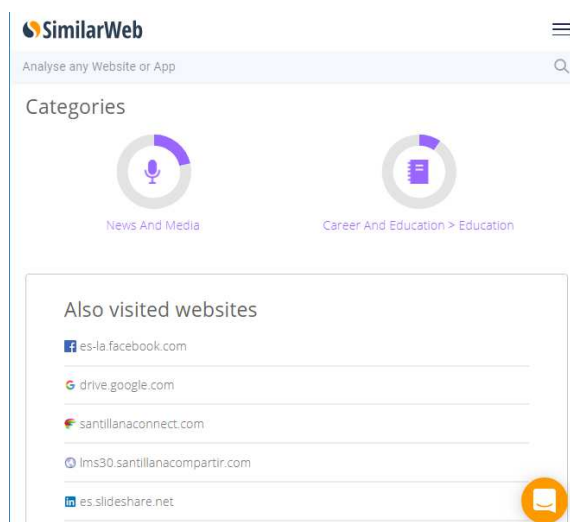 SimilarWeb
Analyse any Website or App
Categories
News And Media
Career And Education > Education
Also visited websites
es-la.facebook.com
drive.google.com
santillanaconnect.com
lms30.santillanacompartir.com
es.slideshare.net